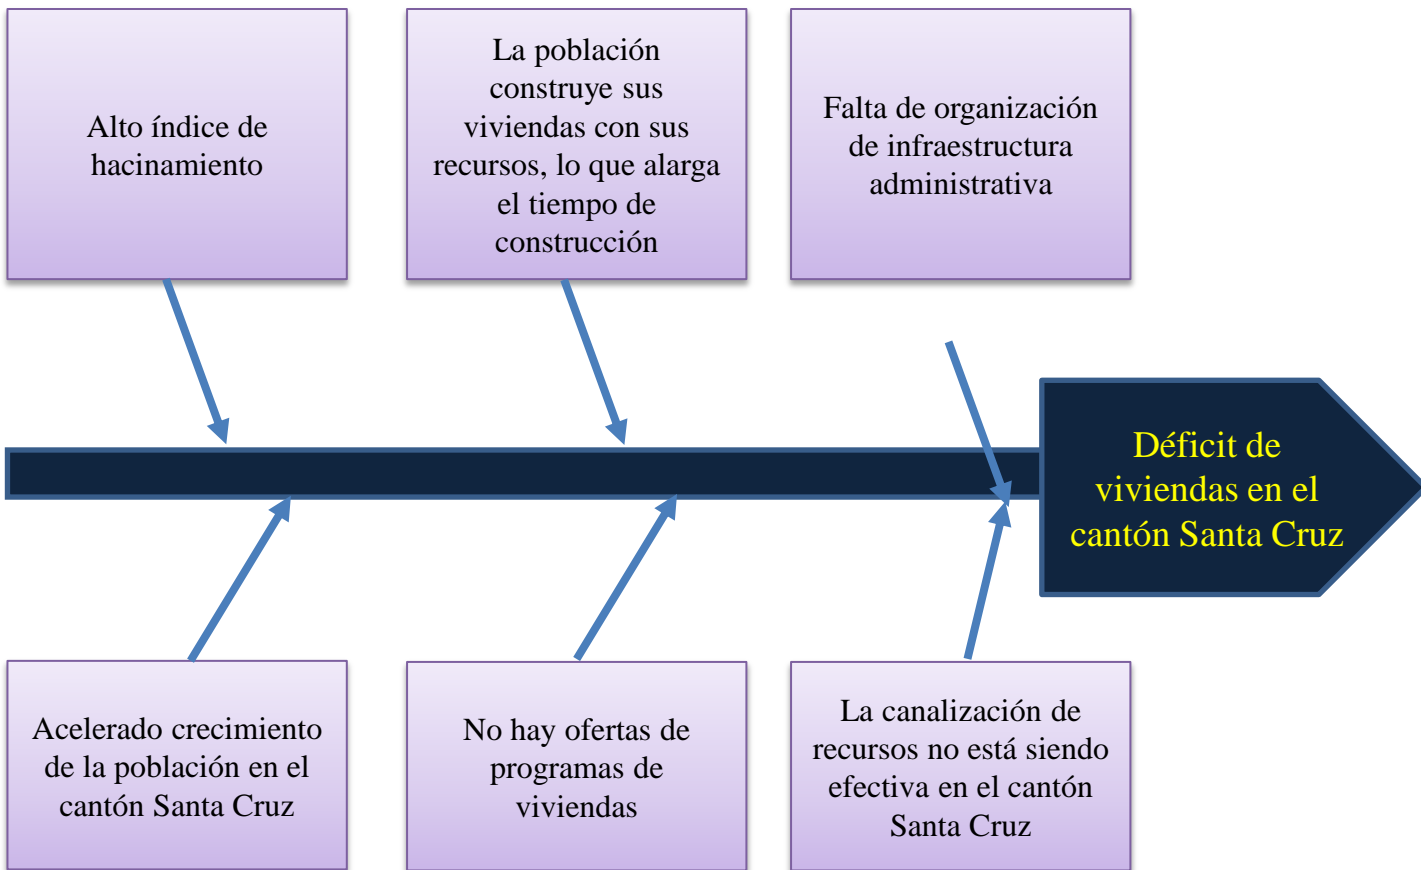 Alto índice de
hacinamiento
La población
construye sus
viviendas con sus
recursos, lo que alarga
el tiempo de
construcción
Falta de organización
de infraestructura
administrativa
Déficit de
viviendas en el
cantón Santa Cruz
Acelerado crecimiento
de la población en el
cantón Santa Cruz
No hay ofertas de
programas de
viviendas
La canalización de
recursos no está siendo
efectiva en el cantón
Santa Cruz